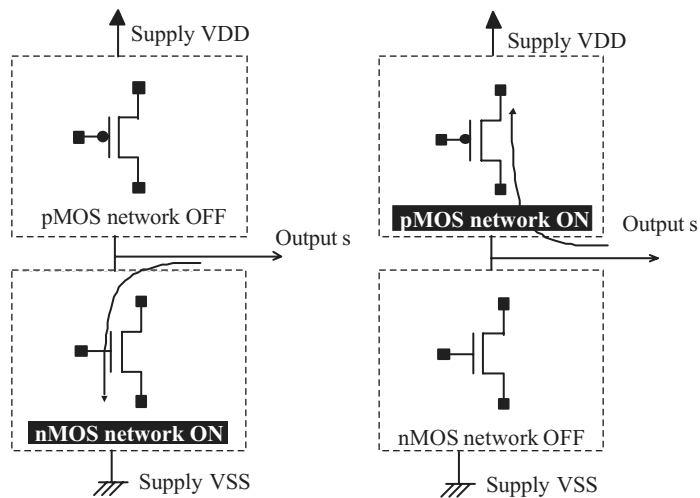 Supply VDD
pMOS network OFF
Output s
nMOS network ON
Supply VSS
Supply VDD
pMOS network ON
Output s
nMOS network OFF
Supply VSS